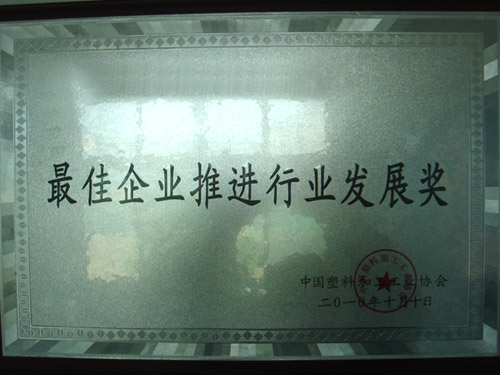 最佳企业推进行业发展奖
中国塑料加工工业协会
二〇一〇年十月十日